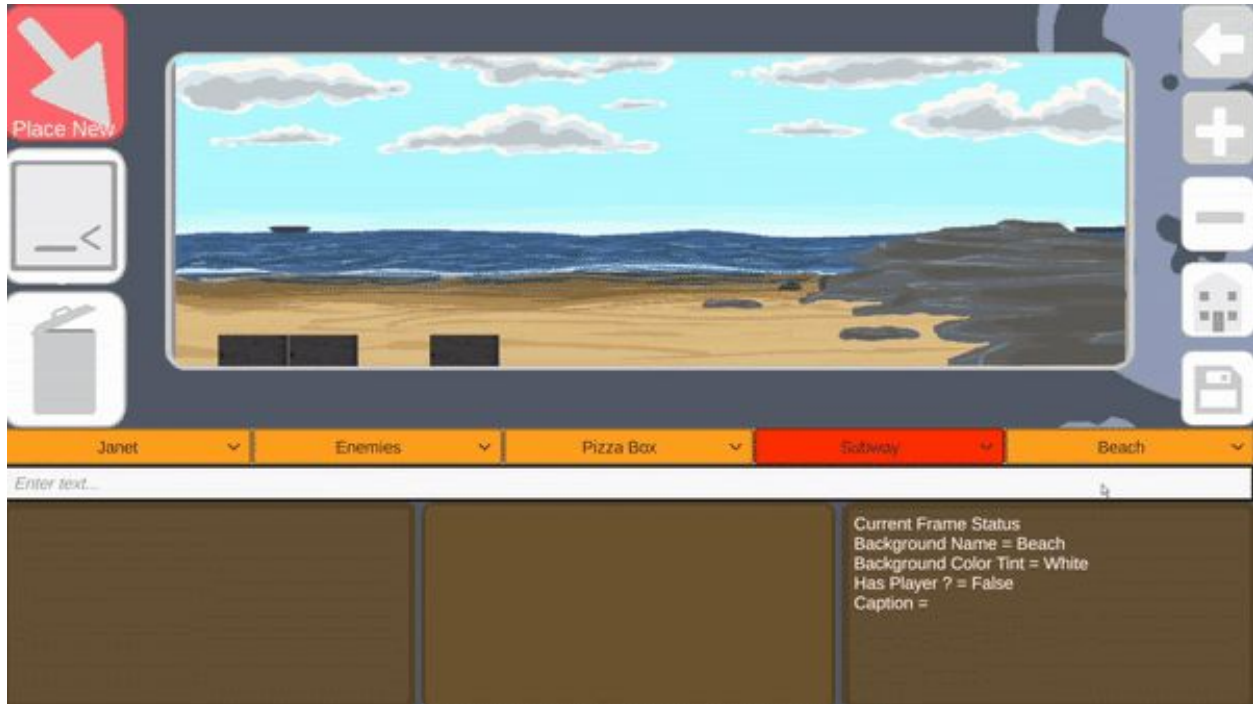 Place New
Janet
Enemies
Pizza Box
Subway
Beach
Enter text...
Current Frame Status
Background Name = Beach
Background Color Tint = White
Has Player ? = False
Caption =